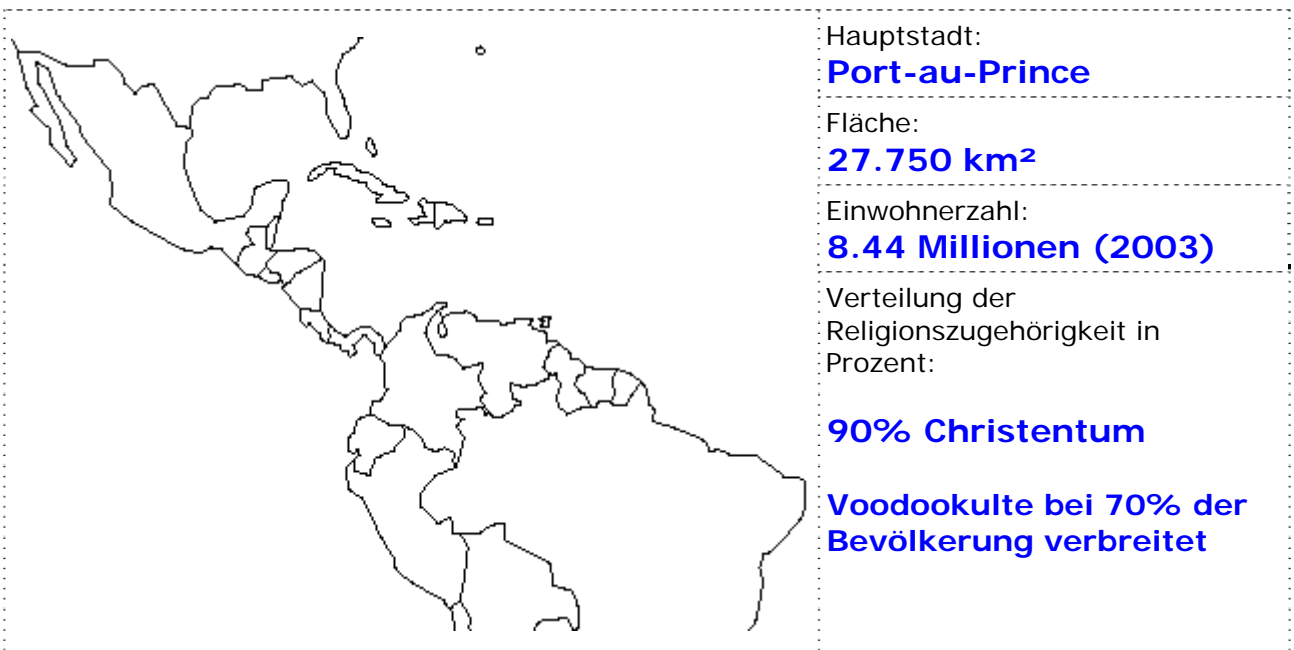 Hauptstadt:
Port-au-Prince
Fläche:
27.750 km²
Einwohnerzahl:
8.44 Millionen (2003)
Verteilung der
Religionszugehörigkeit in
Prozent:
90% Christentum
Voodookulte bei 70% der
Bevölkerung verbreitet